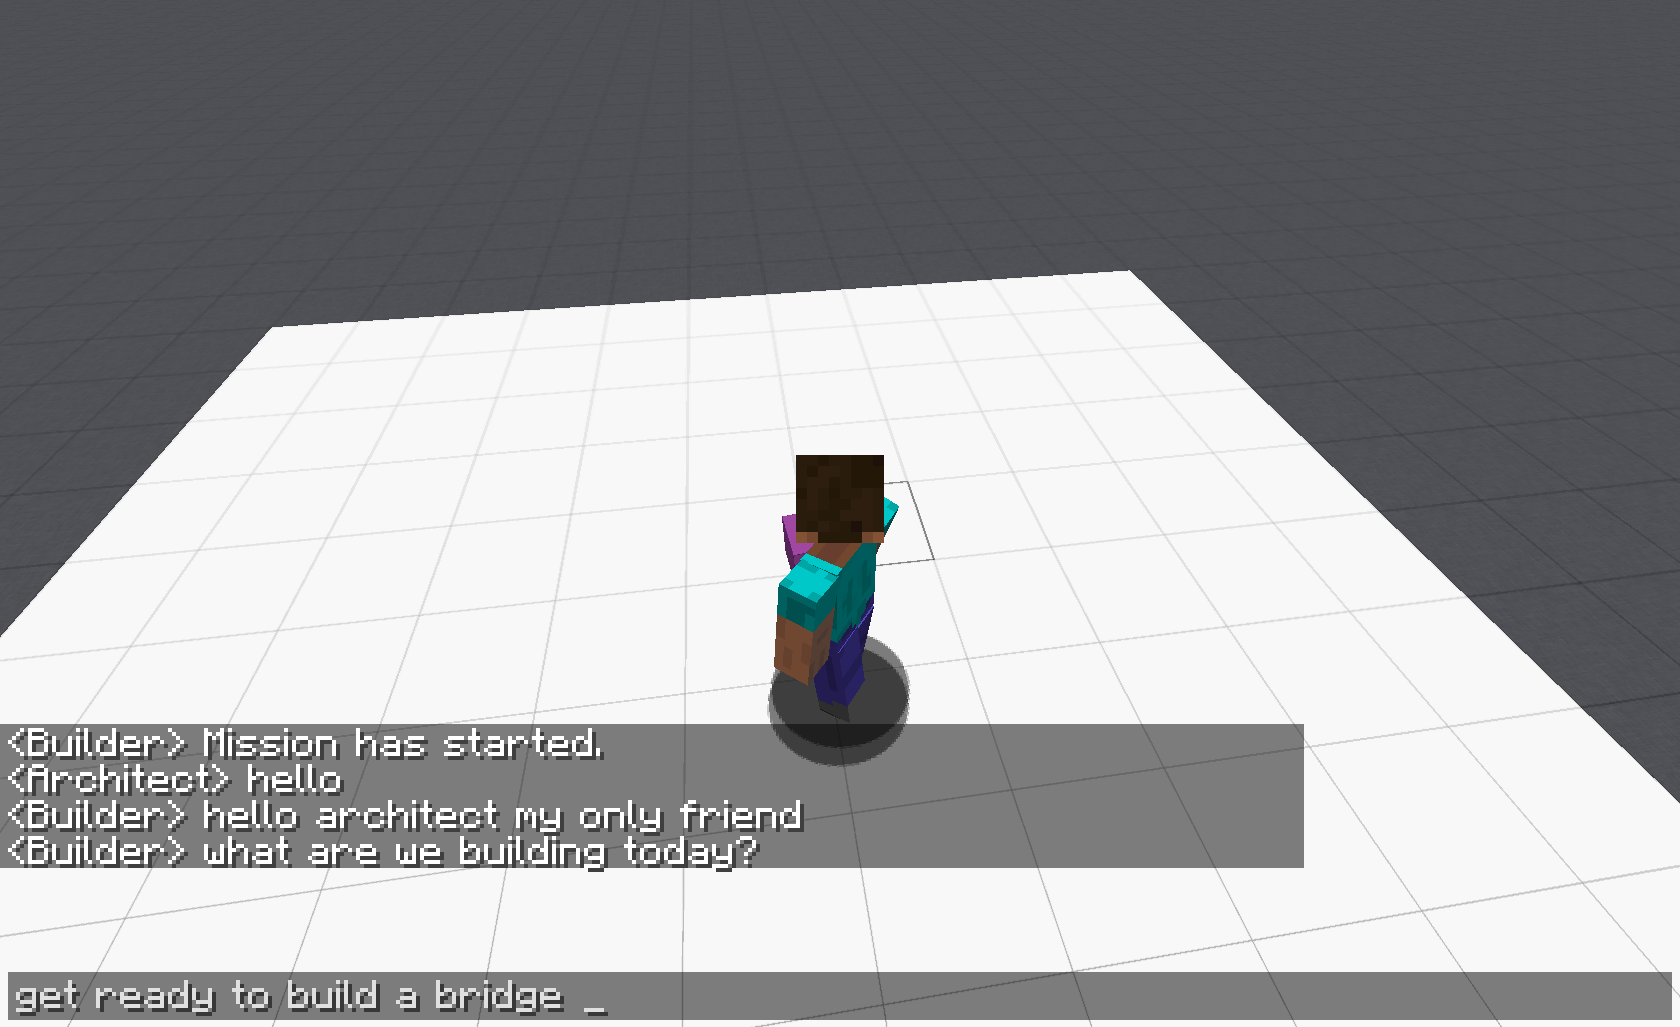 <Builder> Mission has started.
<Architect> hello
<Builder> hello architect my only friend
<Builder> what are we building today?
get ready to build a bridge _